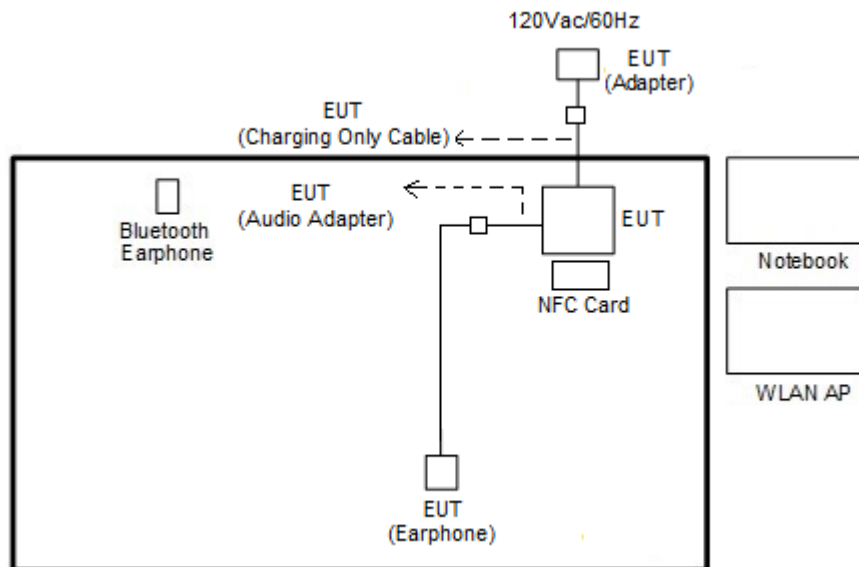 120Vac/60Hz
EUT
(Adapter)
EUT
(Charging Only Cable)
EUT
(Audio Adapter)
Bluetooth
Earphone
EUT
NFC Card
Notebook
WLAN AP
EUT
(Earphone)